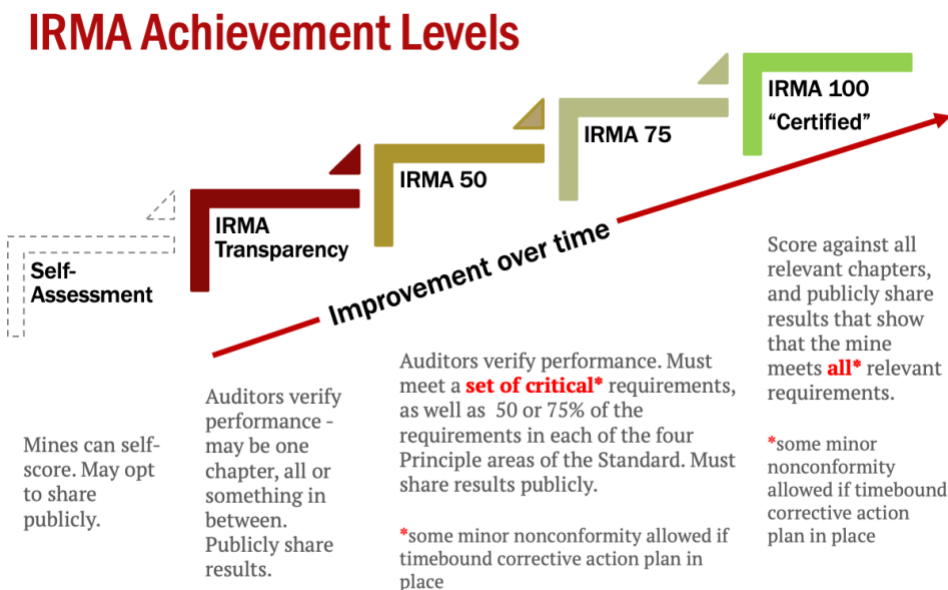 IRMA Achievement Levels
Self-
Assessment
IRMA
Transparency
IRMA 50
IRMA 75
IRMA 100
"Certified"
Improvement over time
Mines can self-
score. May opt
to share
publicly.
Auditors verify
performance -
may be one
chapter, all or
something in
between.
Publicly share
results.
Auditors verify performance. Must
meet a set of critical* requirements,
as well as 50 or 75% of the
requirements in each of the four
Principle areas of the Standard. Must
share results publicly.
*some minor nonconformity allowed if
timebound corrective action plan in
place
Score against all
relevant chapters,
and publicly share
results that show
that the mine
meets all* relevant
requirements.
*some minor
nonconformity
allowed if timebound
corrective action
plan in place